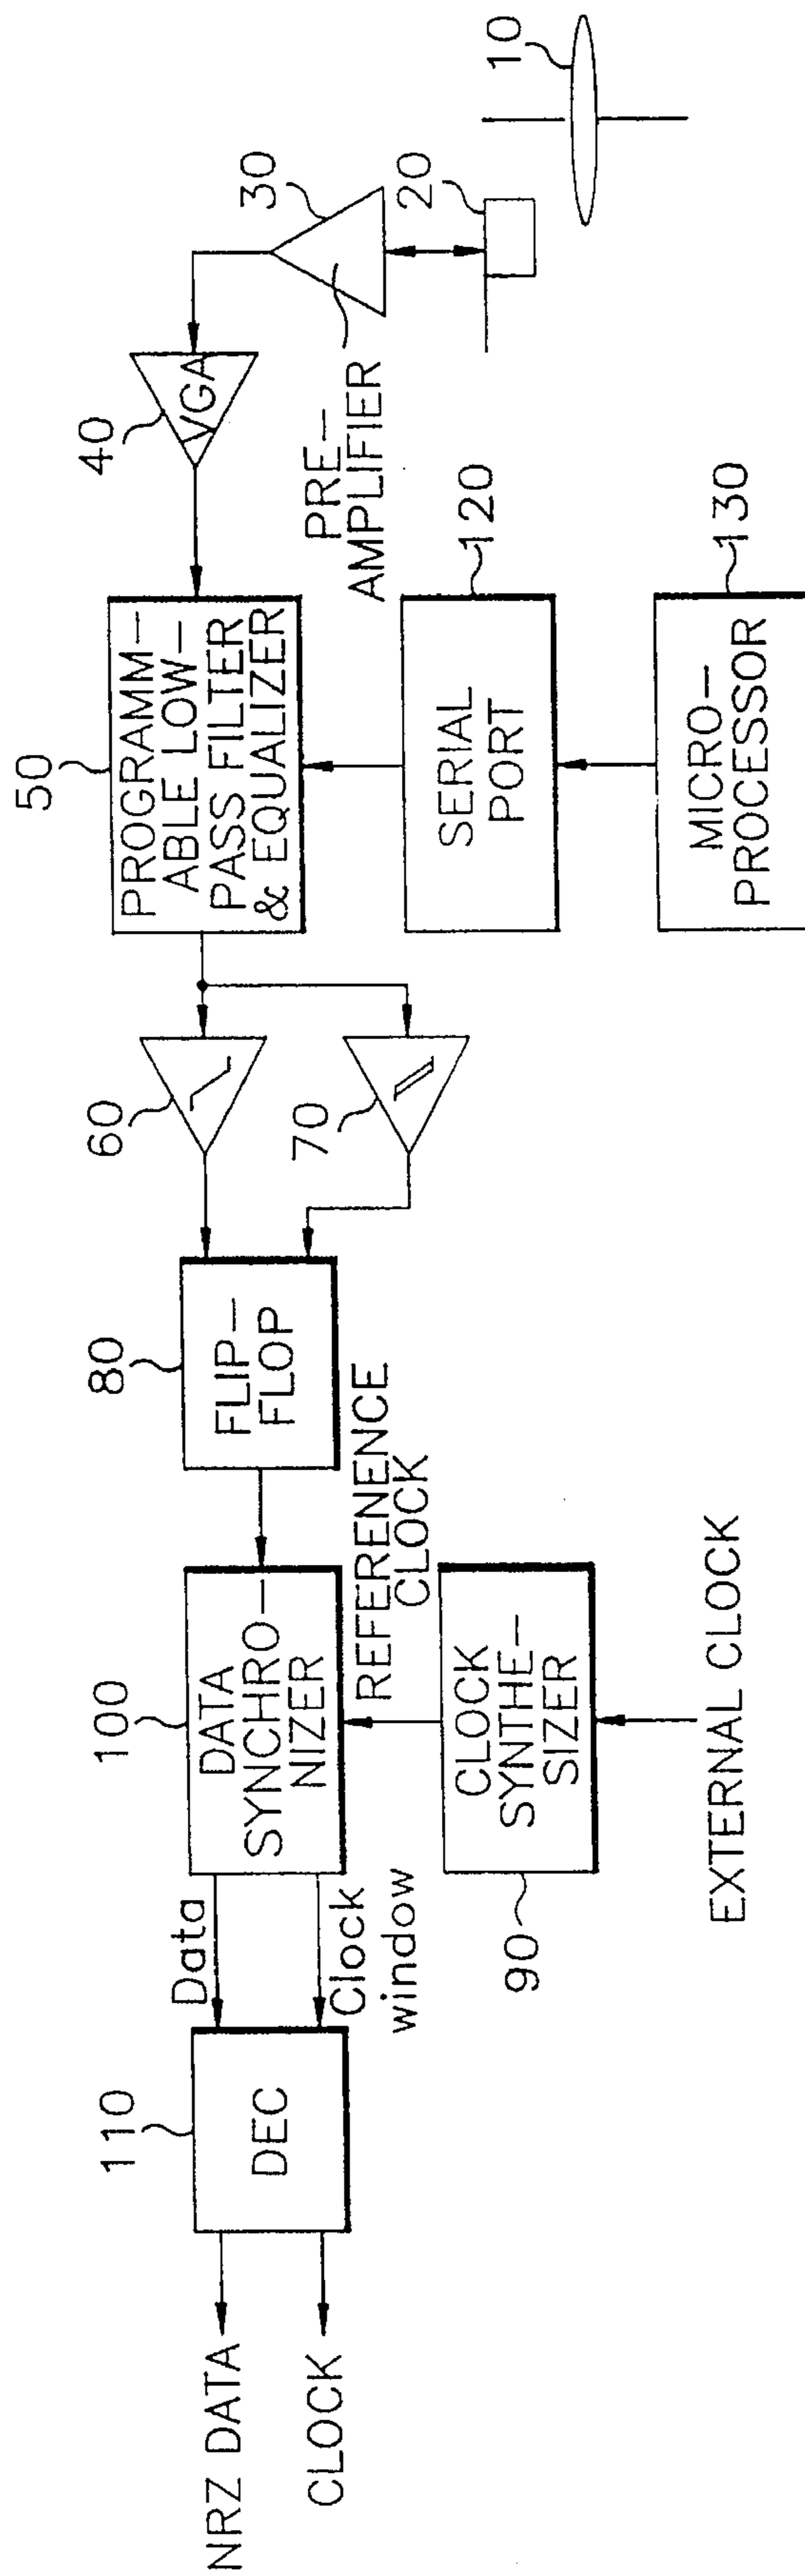 10
20
30
PRE-
AMPLIFIER
40
VGA
50
PROGRAMM-
ABLE LOW-
PASS FILTER
& EQUALIZER
120
SERIAL
PORT
130
MICRO-
PROCESSOR
60
70
80
FLIP-
FLOP
100
DATA
SYNCHRO-
NIZER
REFERENENCE
CLOCK
90
CLOCK
SYNTHE-
SIZER
EXTERNAL CLOCK
Data
Clock
window
110
DEC
NRZ DATA
CLOCK